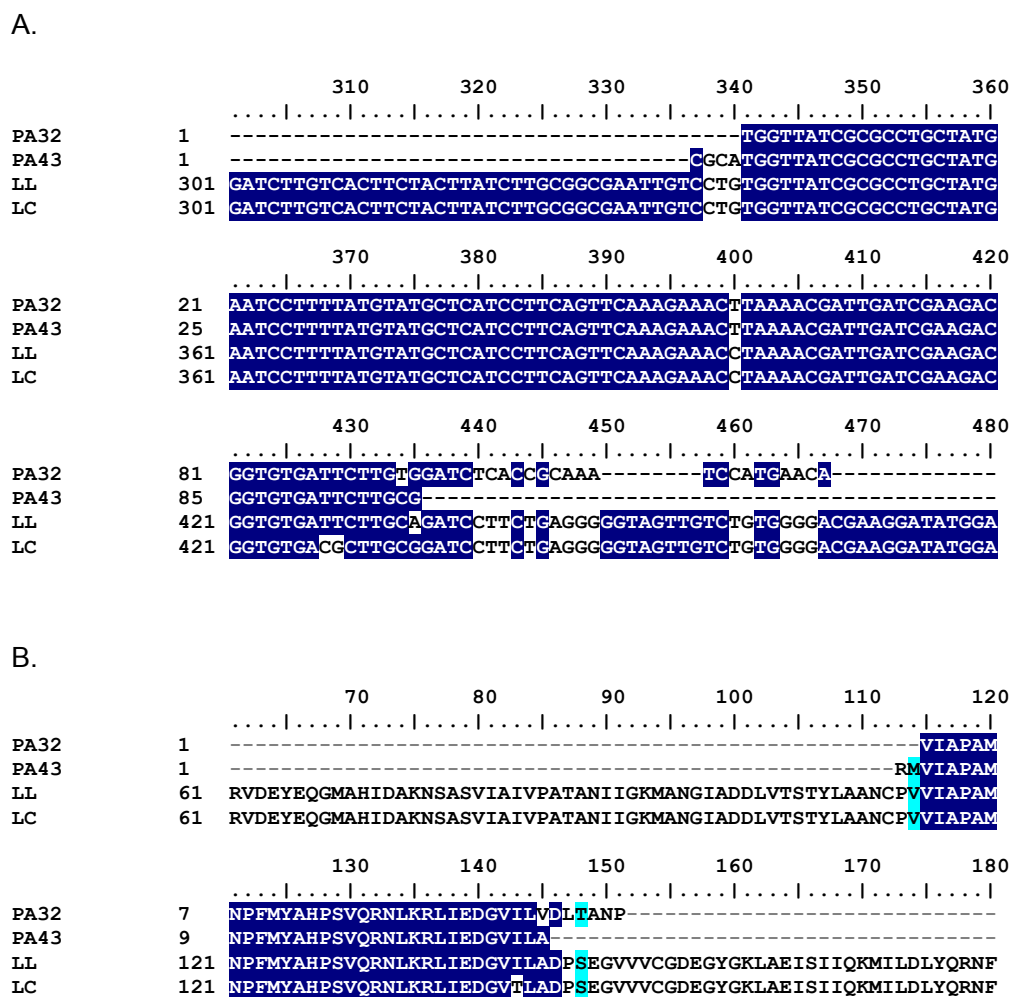 A.
310 320 330 340 350 360
....|....|....|....|....|....|....|....|....|....|....|....|
PA32 1 ----------------------------------------TGGTTATCGCGCCTGCTATG
PA43 1 ------------------------------------CGCATGGTTATCGCGCCTGCTATG
LL 301 GATCTTGTCACTTCTACTTATCTTGCGGCGAATTGTCCTGTGGTTATCGCGCCTGCTATG
LC 301 GATCTTGTCACTTCTACTTATCTTGCGGCGAATTGTCCTGTGGTTATCGCGCCTGCTATG
370 380 390 400 410 420
....|....|....|....|....|....|....|....|....|....|....|....|
PA32 21 AATCCTTTTATGTATGCTCATCCTTCAGTTCAAAGAAACTTAAAACGATTGATCGAAGAC
PA43 25 AATCCTTTTATGTATGCTCATCCTTCAGTTCAAAGAAACTTAAAACGATTGATCGAAGAC
LL 361 AATCCTTTTATGTATGCTCATCCTTCAGTTCAAAGAAACCTAAAACGATTGATCGAAGAC
LC 361 AATCCTTTTATGTATGCTCATCCTTCAGTTCAAAGAAACCTAAAACGATTGATCGAAGAC
430 440 450 460 470 480
....|....|....|....|....|....|....|....|....|....|....|....|
PA32 81 GGTGTGATTCTTGTGGATCTCACCGCAAA--------TCCATGAACA-------------
PA43 85 GGTGTGATTCTTGCG---------------------------------------------
LL 421 GGTGTGATTCTTGCAGATCCTTCTGAGGGGGTAGTTGTCTGTGGGGACGAAGGATATGGA
LC 421 GGTGTGACGCTTGCGGATCCTTCTGAGGGGGTAGTTGTCTGTGGGGACGAAGGATATGGA
B.
70 80 90 100 110 120
....|....|....|....|....|....|....|....|....|....|....|....|
PA32 1 ------------------------------------------------------VIAPAM
PA43 1 ----------------------------------------------------RMVIAPAM
LL 61 RVDEYEQGMAHIDAKNSASVIAIVPATANIIGKMANGIADDLVTSTYLAANCPVVIAPAM
LC 61 RVDEYEQGMAHIDAKNSASVIAIVPATANIIGKMANGIADDLVTSTYLAANCPVVIAPAM
130 140 150 160 170 180
....|....|....|....|....|....|....|....|....|....|....|....|
PA32 7 NPFMYAHPSVQRNLKRLIEDGVILVDLTANP-----------------------------
PA43 9 NPFMYAHPSVQRNLKRLIEDGVILA-----------------------------------
LL 121 NPFMYAHPSVQRNLKRLIEDGVILADPSEGVVVCGDEGYGKLAEISIIQKMILDLYQRNF
LC 121 NPFMYAHPSVQRNLKRLIEDGVTLADPSEGVVVCGDEGYGKLAEISIIQKMILDLYQRNF